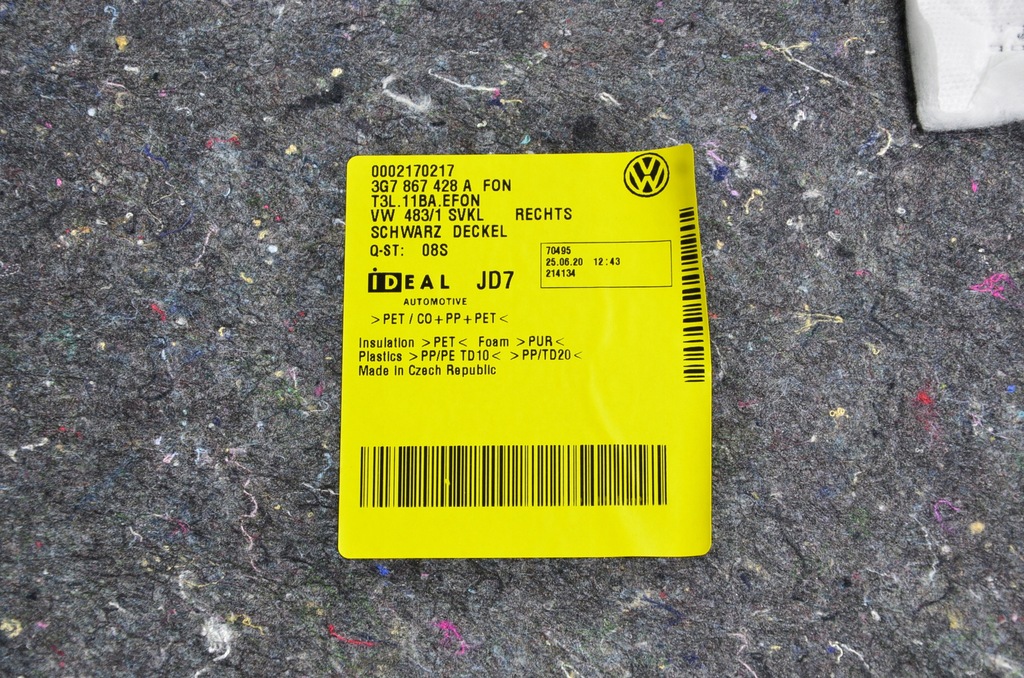 0002170217
3G7 867 428 A FON
T3L.11BA.EFON
VW 483/1 SVKL RECHTS
SCHWARZ DECKEL
Q-ST: 08S
70495
25.06.20 12:43
214134
iDEAL JD7
AUTOMOTIVE
>PET/CO+PP+PET<
Insulation >PET< Foam >PUR<
Plastics >PP/PE TD10< >PP/TD20<
Made in Czech Republic